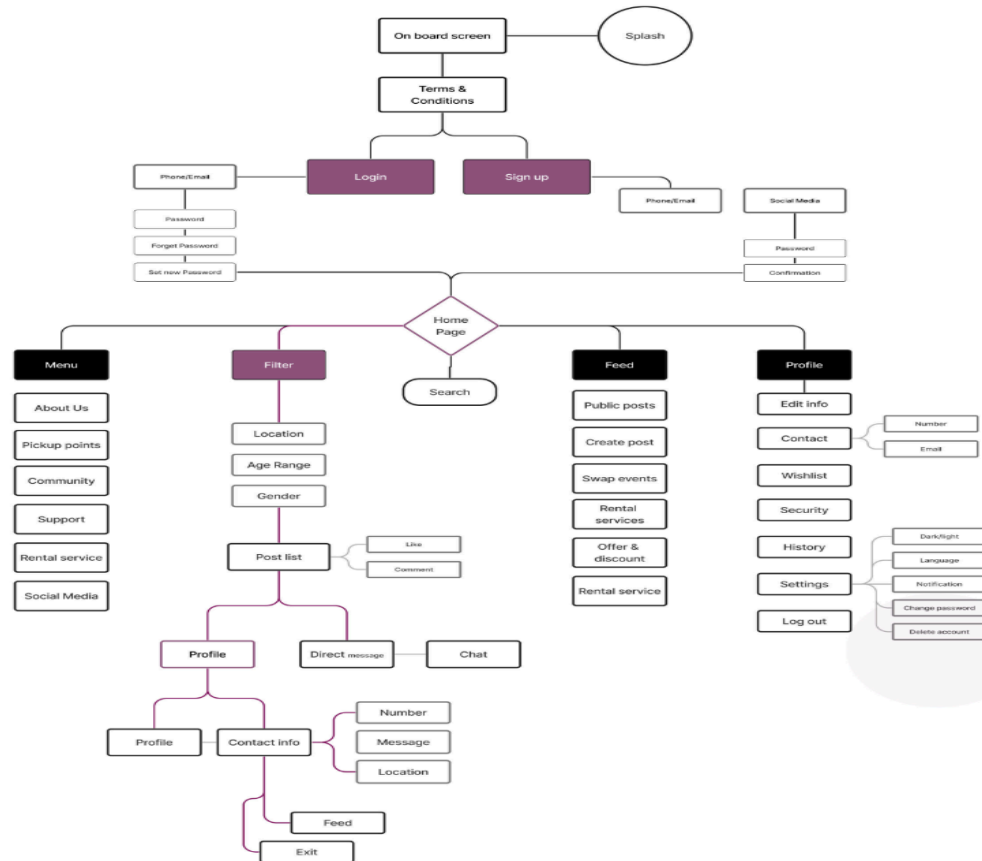 On board screen
Splash
Terms &
Conditions
Login
Sign up
Phone/Email
Password
Forget Password
Set new Password
Phone/Email
Social Media
Password
Confirmation
Home
Page
Search
Menu
About Us
Pickup points
Community
Support
Rental service
Social Media
Filter
Location
Age Range
Gender
Post list
Like
Comment
Profile
Direct message
Chat
Profile
Contact info
Number
Message
Location
Feed
Exit
Feed
Public posts
Create post
Swap events
Rental
services
Offer &
discount
Rental service
Profile
Edit info
Contact
Number
Email
Wishlist
Security
History
Settings
Dark/light
Language
Notification
Change password
Delete account
Log out